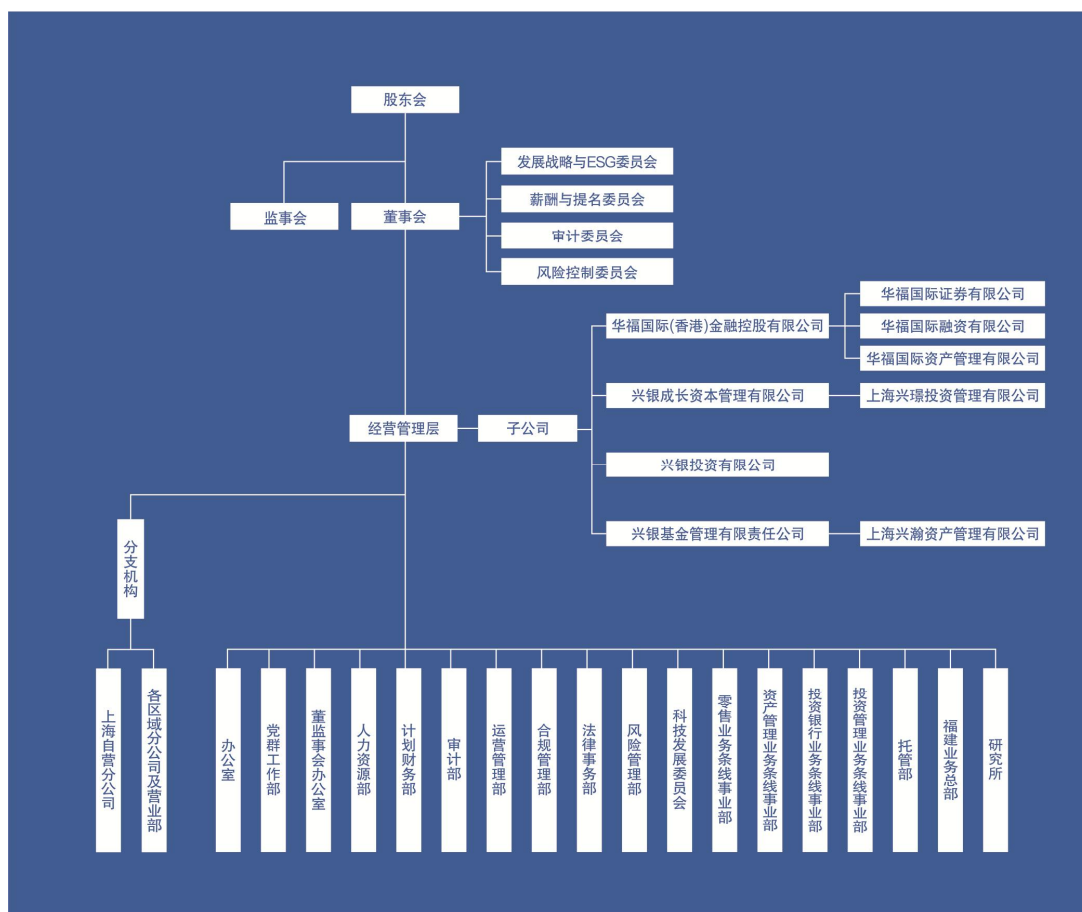 股东会
监事会
董事会
发展战略与ESG委员会
薪酬与提名委员会
审计委员会
风险控制委员会
经营管理层
子公司
华福国际(香港)金融控股有限公司
华福国际证券有限公司
华福国际融资有限公司
华福国际资产管理有限公司
兴银成长资本管理有限公司
上海兴璟投资管理有限公司
兴银投资有限公司
兴银基金管理有限责任公司
上海兴瀚资产管理有限公司
分支机构
上海自营分公司
各区域分公司及营业部
办公室
党群工作部
董监事会办公室
人力资源部
计划财务部
审计部
运营管理部
合规管理部
法律事务部
风险管理部
科技发展委员会
零售业务条线事业部
资产管理业务条线事业部
投资银行业务条线事业部
投资管理业务条线事业部
托管部
福建业务总部
研究所